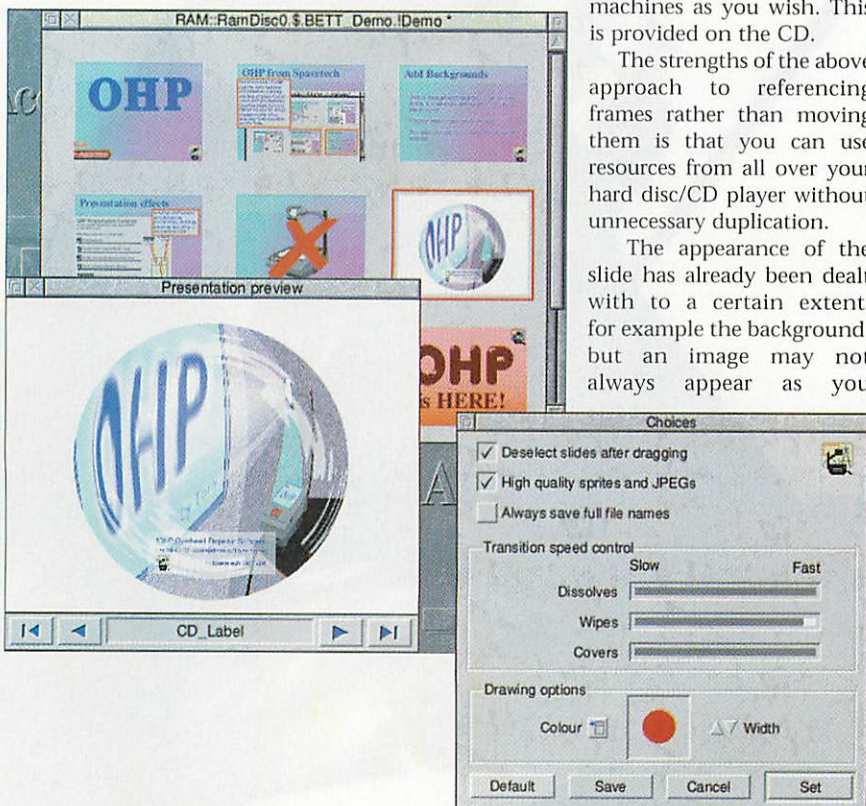 RAM::RamDisc0.$.BETT_Demo.!Demo *
OHP
OHP from Spacetech
Add Backgrounds
Presentation effects
OHP
OHP
is HERE!
Presentation preview
OHP
CD_Label
machines as you wish. This
is provided on the CD.
The strengths of the above
approach to referencing
frames rather than moving
them is that you can use
resources from all over your
hard disc/CD player without
unnecessary duplication.
The appearance of the
slide has already been dealt
with to a certain extent
for example the background
but an image may not
always appear as you
Choices
Deselect slides after dragging
High quality sprites and JPEGs
Always save full file names
Transition speed control
Slow Fast
Dissolves
Wipes
Covers
Drawing options
Colour Width
Default Save Cancel Set